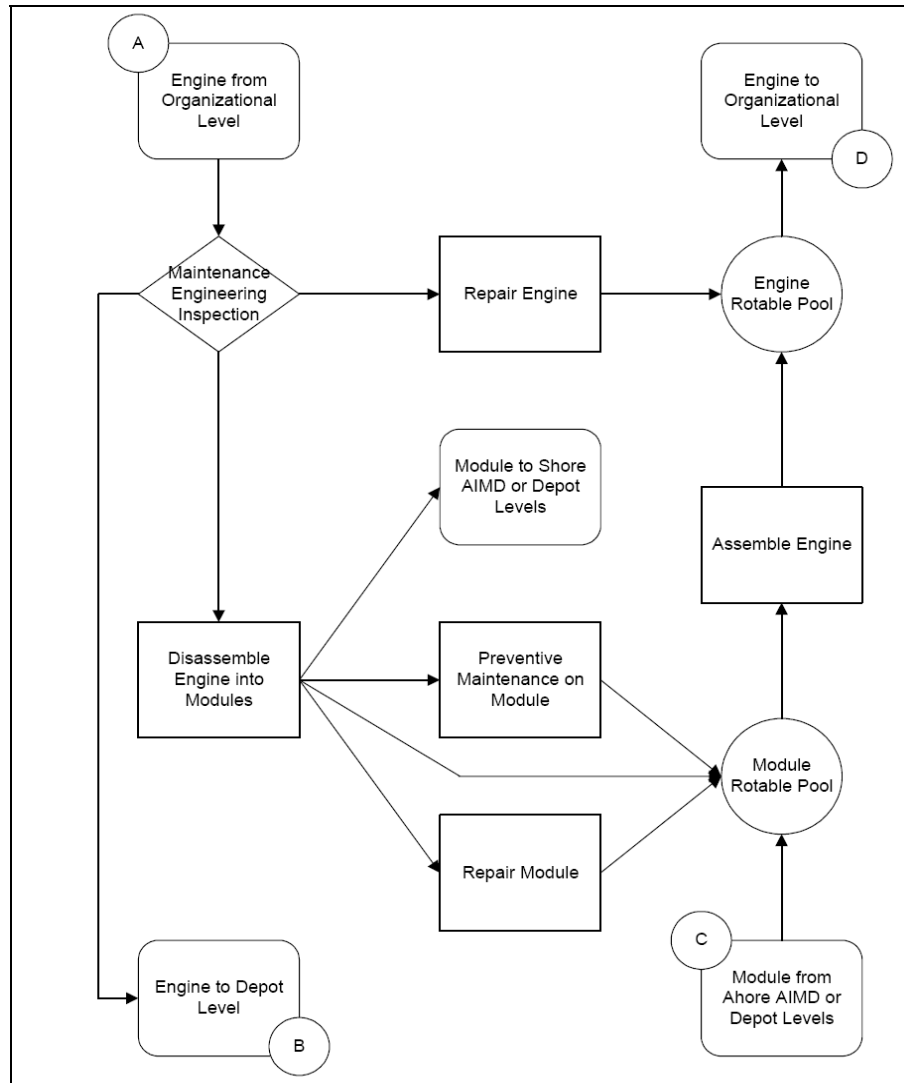 A
Engine from
Organizational
Level
Engine to
Organizational
Level
D
Maintenance
Engineering
Inspection
Repair Engine
Engine
Rotable Pool
Module to Shore
AIMD or Depot
Levels
Assemble Engine
Disassemble
Engine into
Modules
Preventive
Maintenance on
Module
Module
Rotable Pool
Repair Module
C
Engine to Depot
Level
B
Module from
Ahore AIMD or
Depot Levels